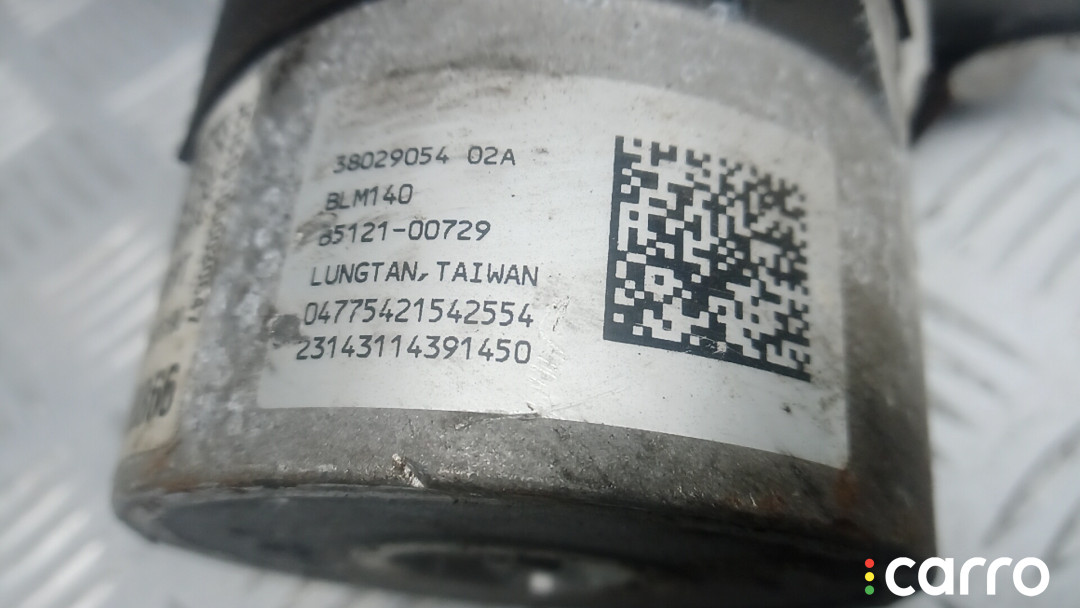 38029054 02A
BLM140
85121-00729
LUNGTAN, TAIWAN
04775421542554
23143114391450
carro